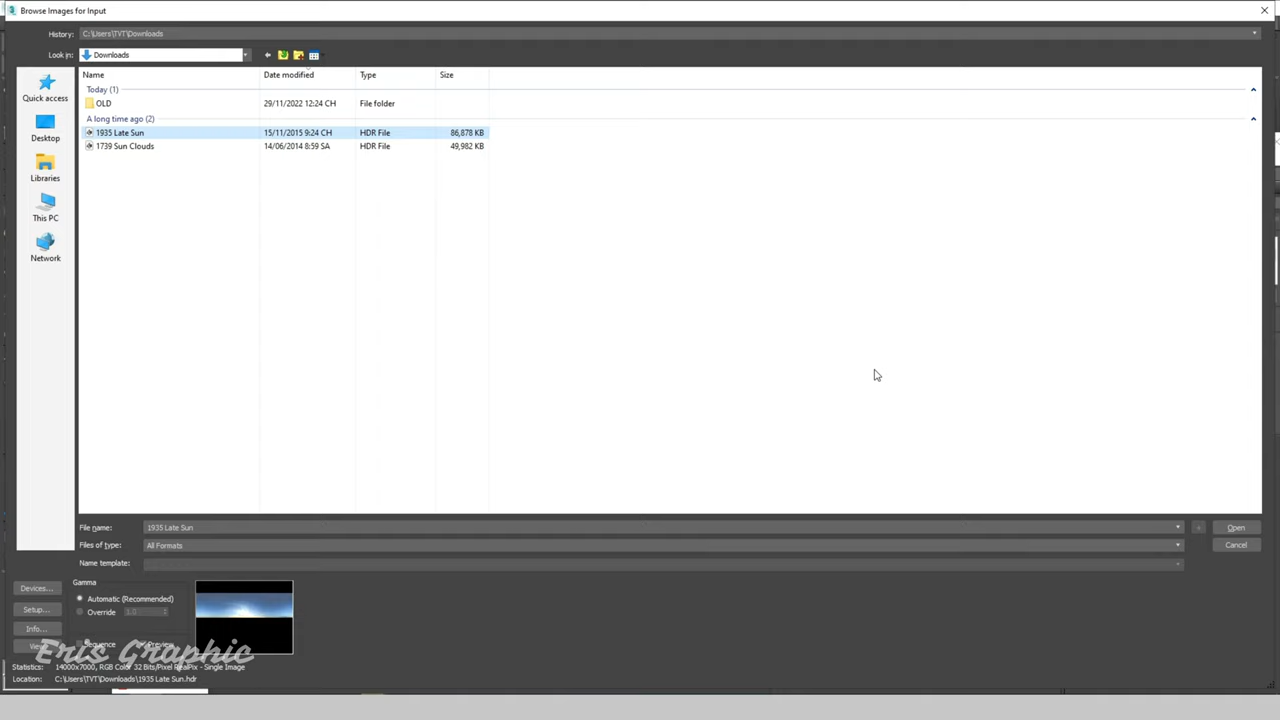 Browse Images for Input
History: C:\Users\TVT\Downloads
Look in: Downloads
Name Date modified Type Size
Today (1)
OLD 29/11/2022 12:24 CH File folder
A long time ago (2)
1935 Late Sun 15/11/2015 9:24 CH HDR File 86,878 KB
1739 Sun Clouds 14/06/2014 8:59 SA HDR File 49,982 KB
Quick access
Desktop
Libraries
This PC
Network
File name: 1935 Late Sun Open
Files of type: All Formats Cancel
Name template:
Devices...
Setup...
Info...
View
Gamma
Automatic (Recommended)
Override 1.0
Sequence Preview
Eris Graphic
Statistics: 14000x7000, RGB Color 32 Bits/Pixel RealPix - Single Image
Location: C:\Users\TVT\Downloads\1935 Late Sun.hdr